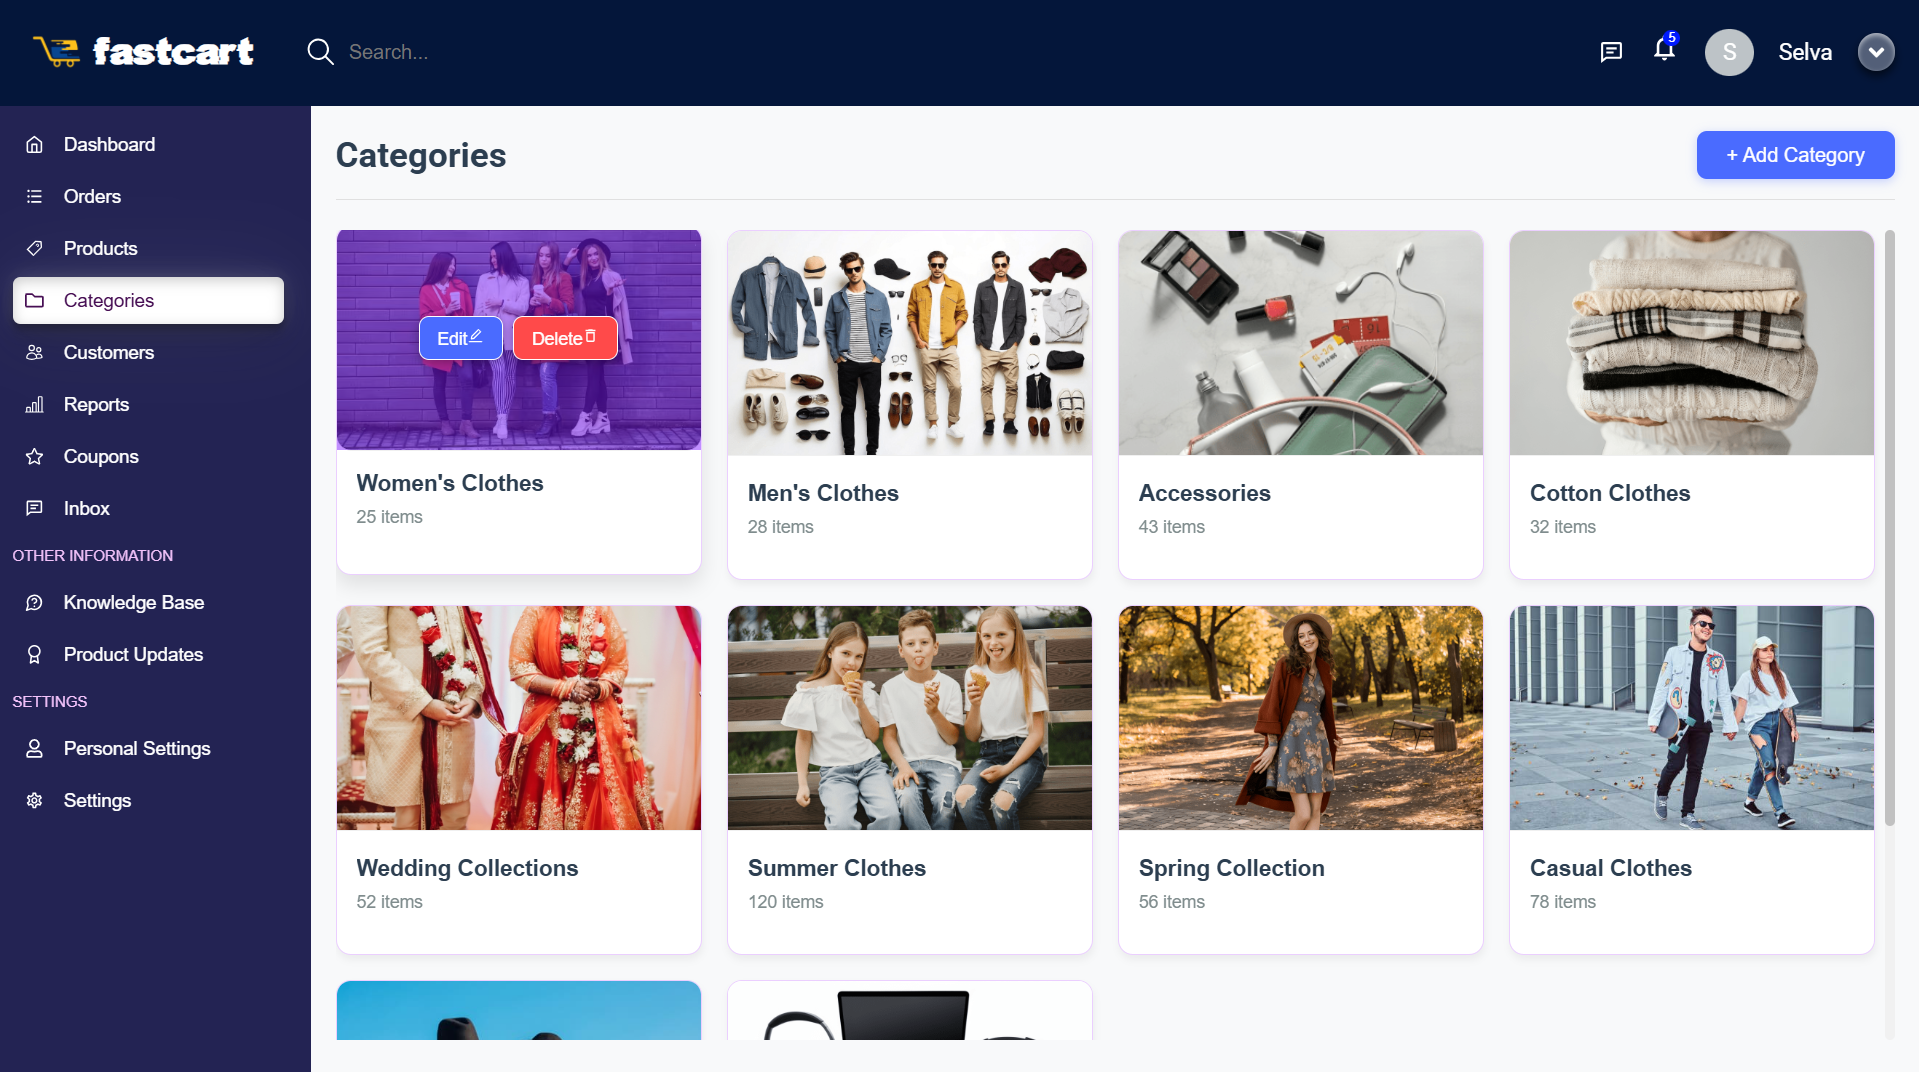 fastcart
Search...
5
S
Selva
Dashboard
Orders
Products
Categories
Customers
Reports
Coupons
Inbox
OTHER INFORMATION
Knowledge Base
Product Updates
SETTINGS
Personal Settings
Settings
Categories
+ Add Category
Edit
Delete
Women's Clothes
25 items
Men's Clothes
28 items
Accessories
43 items
Cotton Clothes
32 items
Wedding Collections
52 items
Summer Clothes
120 items
Spring Collection
56 items
Casual Clothes
78 items